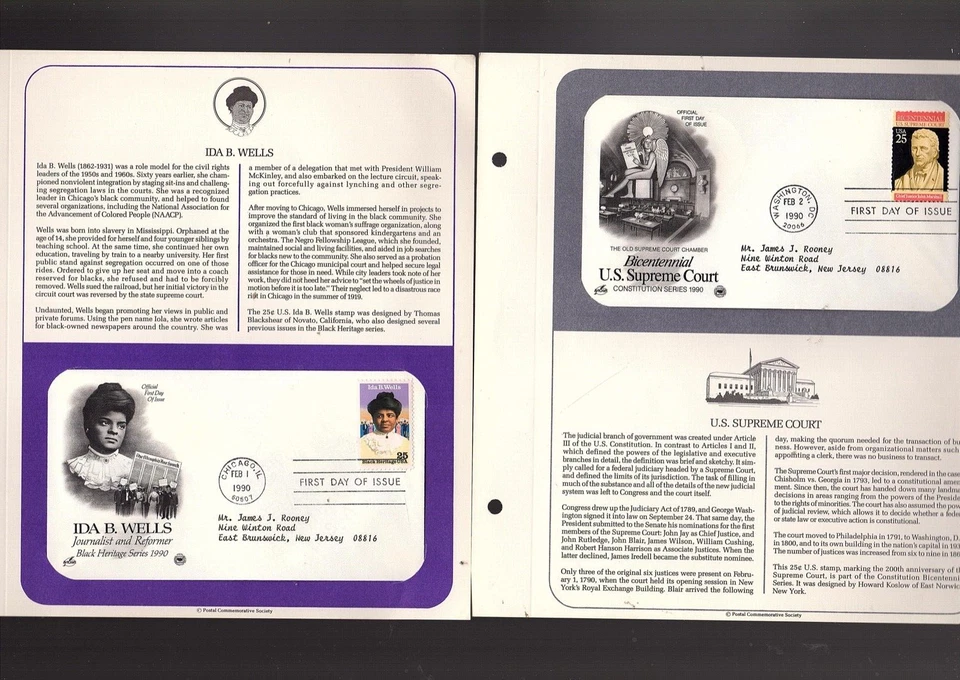 IDA B. WELLS
Ida B. Wells (1862-1931) was a role model for the civil rights
leaders of the 1950s and 1960s. Sixty years earlier, she cham-
pioned nonviolent integration by staging sit-ins and challeng-
ing segregation laws in the courts. She was a recognized
leader in Chicago's black community, and helped to found
several organizations, including the National Association for
the Advancement of Colored People (NAACP).
Wells was born into slavery in Mississippi. Orphaned at the
age of 14, she provided for herself and four younger siblings by
teaching school. At the same time, she continued her own
education, traveling by train to a nearby university. Her first
public stand against segregation occurred on one of those
rides. Ordered to give up her seat and move into a coach
reserved for blacks, she refused and had to be forcibly
removed. Wells sued the railroad, but her initial victory in the
circuit court was reversed by the state supreme court.
Undaunted, Wells began promoting her views in public and
private forums. Using the pen name Iola, she wrote articles
for black-owned newspapers around the country. She was
a member of a delegation that met with President William
McKinley, and also embarked on the lecture circuit, speak-
ing out forcefully against lynching and other segre-
gation practices.
After moving to Chicago, Wells immersed herself in projects to
improve the standard of living in the black community. She
organized the first black woman's suffrage organization, along
with a woman's club that sponsored kindergartens and an
orchestra. The Negro Fellowship League, which she founded,
maintained social and living facilities, and aided in job searches
for blacks new to the community. She also served as a probation
officer for the Chicago municipal court and helped secure legal
assistance for those in need. While city leaders took note of her
work, they did not heed her advice to "set the wheels of justice in
motion before it is too late." Their neglect led to a disastrous race
riot in Chicago in the summer of 1919.
The 25¢ U.S. Ida B. Wells stamp was designed by Thomas
Blackshear of Novato, California, who also designed several
previous issues in the Black Heritage series.
Official
First Day
Of Issue
Ida B. Wells
25
Black Heritage USA
CHICAGO, IL
FEB 1
1990
60607
FIRST DAY OF ISSUE
IDA B. WELLS
Journalist and Reformer
Black Heritage Series 1990
Mr. James J. Rooney
Nine Winton Road
East Brunswick, New Jersey 08816
© Postal Commemorative Society
OFFICIAL
FIRST DAY
OF ISSUE
BICENTENNIAL
U.S. SUPREME COURT
USA
25
WASHINGTON, DC
FEB 2
1990
20066
FIRST DAY OF ISSUE
THE OLD SUPREME COURT CHAMBER
Bicentennial
U.S. Supreme Court
CONSTITUTION SERIES 1990
Mr. James J. Rooney
Nine Winton Road
East Brunswick, New Jersey 08816
U.S. SUPREME COURT
The judicial branch of government was created under Article
III of the U.S. Constitution. In contrast to Articles I and II,
which defined the powers of the legislative and executive
branches in detail, the definition was brief and sketchy. It sim-
ply called for a federal judiciary headed by a Supreme Court,
and defined the limits of its jurisdiction. The task of filling in
much of the substance and all of the details of the new judicial
system was left to Congress and the court itself.
Congress drew up the Judiciary Act of 1789, and George Wash-
ington signed it into law on September 24. That same day, the
President submitted to the Senate his nominations for the first
members of the Supreme Court: John Jay as Chief Justice, and
John Rutledge, John Blair, James Wilson, William Cushing,
and Robert Hanson Harrison as Associate Justices. When the
latter declined, James Iredell became the substitute nominee.
Only three of the original six justices were present on Febru-
ary 1, 1790, when the court held its opening session in New
York's Royal Exchange Building. Blair arrived the following
day, making the quorum needed for the transaction of bu
ness. However, aside from organizational matters such
appointing a clerk, there was no business to transact.
The Supreme Court's first major decision, rendered in the case
Chisholm vs. Georgia in 1793, led to a constitutional amen
ment. Since then, the court has handed down many landma
decisions in areas ranging from the powers of the Preside
to the rights of minorities. The court has also assumed the pow
of judicial review, which allows it to decide whether a feder
or state law or executive action is constitutional.
The court moved to Philadelphia in 1791, to Washington, D.
in 1800, and to its own building in the nation's capital in 193
The number of justices was increased from six to nine in 186
This 25¢ U.S. stamp, marking the 200th anniversary of th
Supreme Court, is part of the Constitution Bicentenni
Series. It was designed by Howard Koslow of East Norwic
New York.
© Postal Commemorative Society